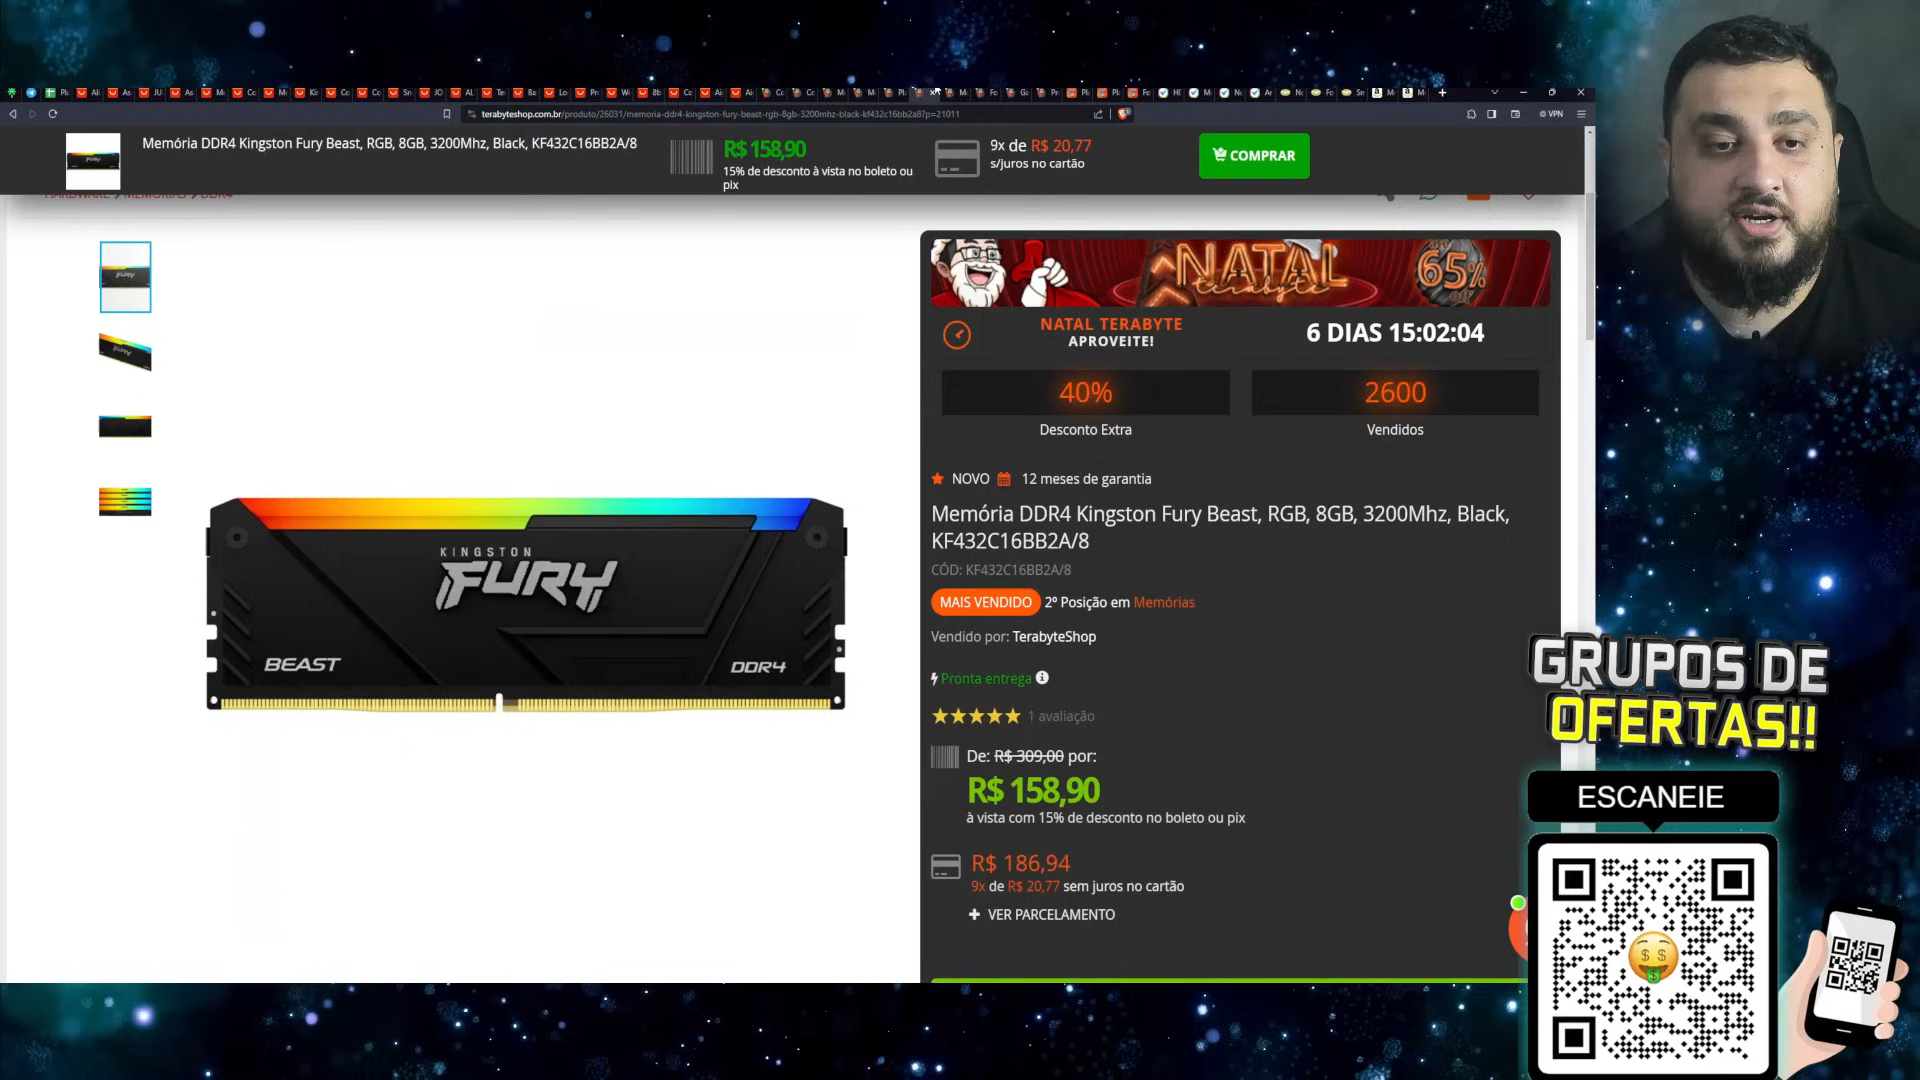 terabyteshop.com.br/produto/26031/memoria-ddr4-kingston-fury-beast-rgb-8gb-3200mhz-black-kf432c16bb2a8?p=21011
VPN
Memória DDR4 Kingston Fury Beast, RGB, 8GB, 3200Mhz, Black, KF432C16BB2A/8
R$ 158,90
15% de desconto à vista no boleto ou
pix
9x de R$ 20,77
s/juros no cartão
COMPRAR
HARDWARE > MEMÓRIAS > DDR4
NATAL
terabyte
65%
NATAL TERABYTE
APROVEITE!
6 DIAS 15:02:04
40%
Desconto Extra
2600
Vendidos
NOVO 12 meses de garantia
Memória DDR4 Kingston Fury Beast, RGB, 8GB, 3200Mhz, Black,
KF432C16BB2A/8
CÓD: KF432C16BB2A/8
MAIS VENDIDO 2º Posição em Memórias
Vendido por: TerabyteShop
Pronta entrega
1 avaliação
De: R$ 309,00 por:
R$ 158,90
à vista com 15% de desconto no boleto ou pix
R$ 186,94
9x de R$ 20,77 sem juros no cartão
+ VER PARCELAMENTO
KINGSTON
FURY
BEAST
DDR4
GRUPOS DE
OFERTAS!!
ESCANEIE